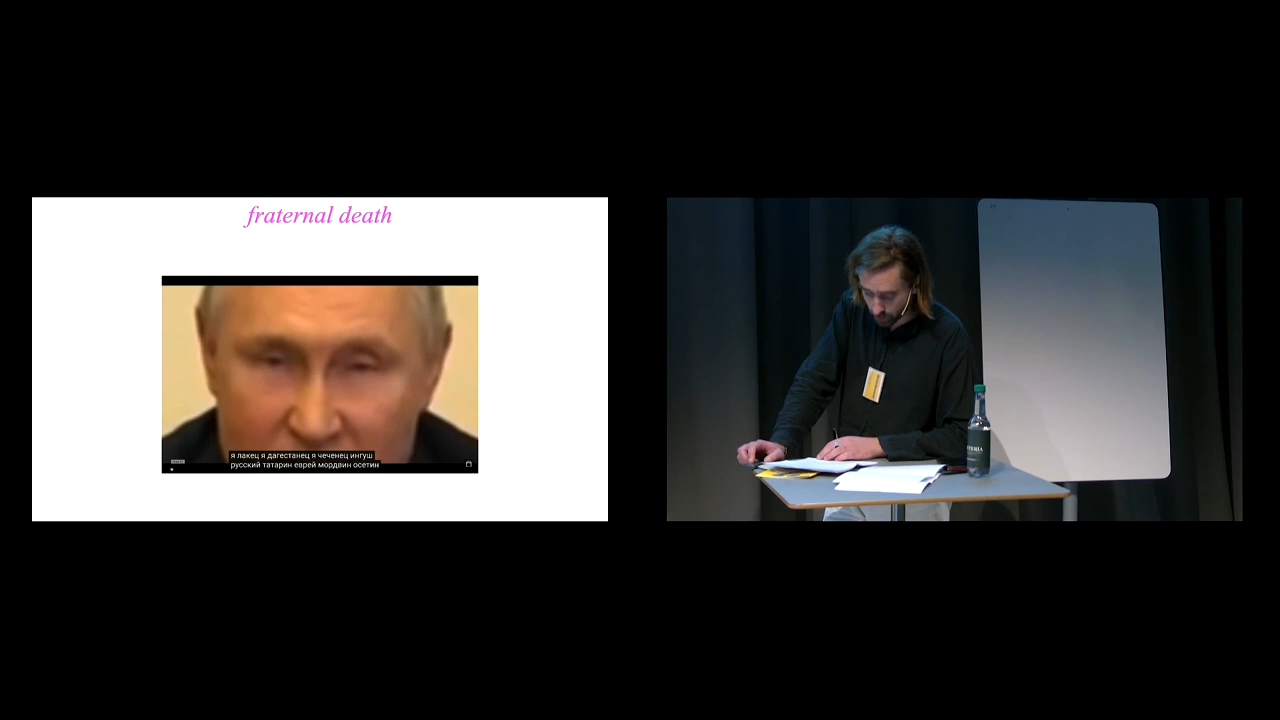 fraternal death
я лакец я дагестанец я чеченец ингуш
русский татарин еврей мордвин осетин